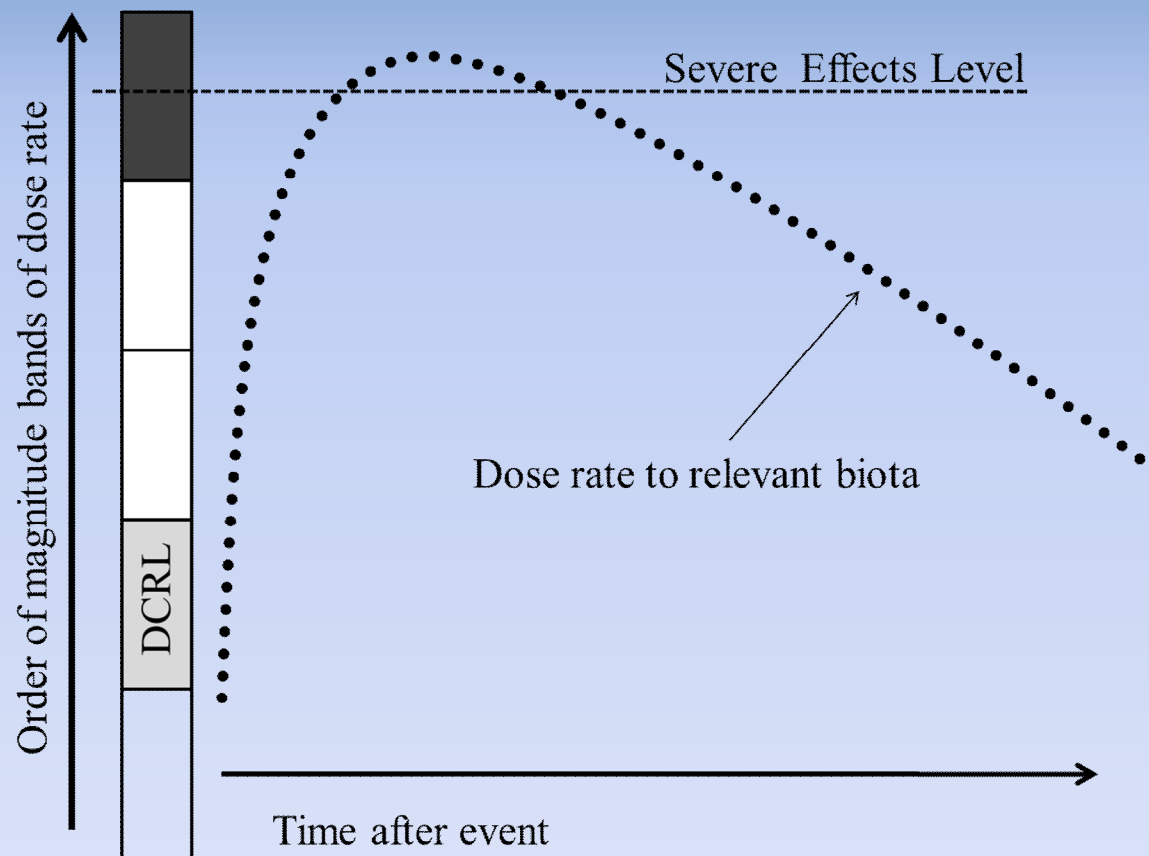 Severe Effects Level
Order of magnitude bands of dose rate
DCRL
Dose rate to relevant biota
Time after event